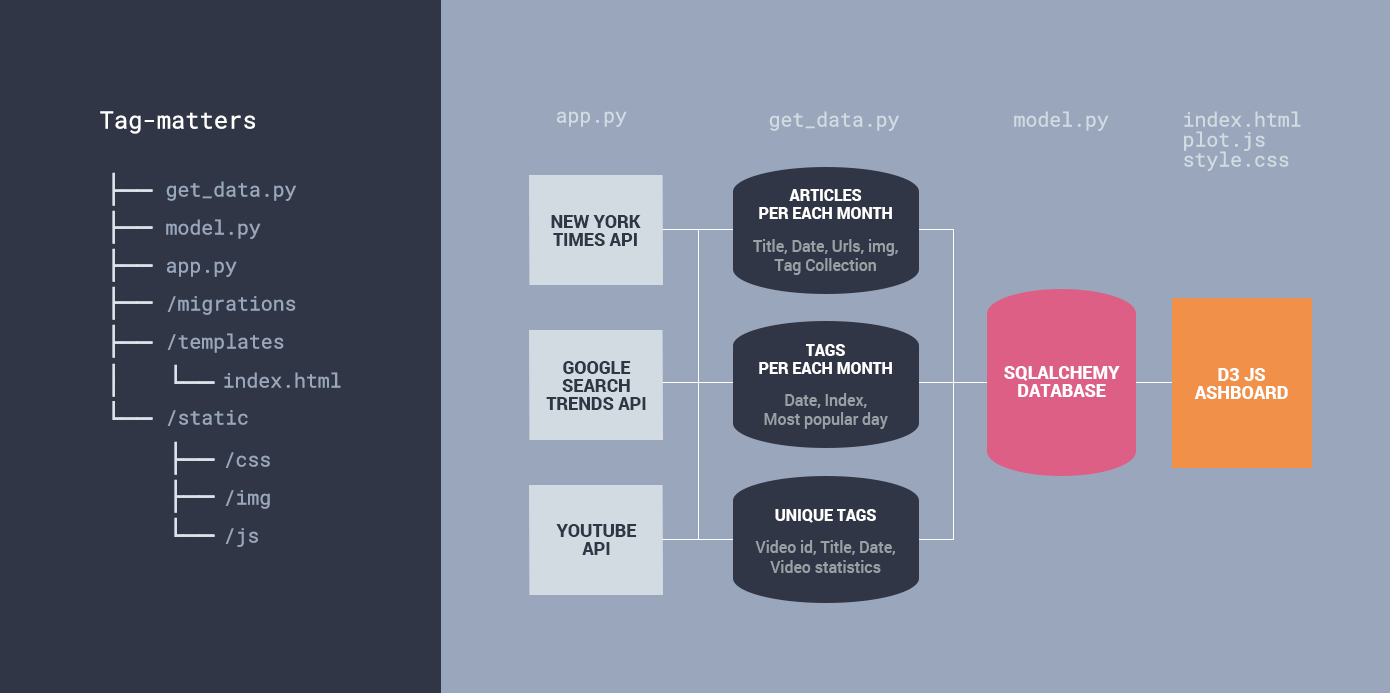 Tag-matters
get_data.py
model.py
app.py
/migrations
/templates
index.html
/static
/css
/img
/js
app.py
get_data.py
model.py
index.html
plot.js
style.css
NEW YORK
TIMES API
GOOGLE
SEARCH
TRENDS API
YOUTUBE
API
ARTICLES
PER EACH MONTH
Title, Date, Urls, img,
Tag Collection
TAGS
PER EACH MONTH
Date, Index,
Most popular day
UNIQUE TAGS
Video id, Title, Date,
Video statistics
SQLALCHEMY
DATABASE
D3 JS
ASHBOARD